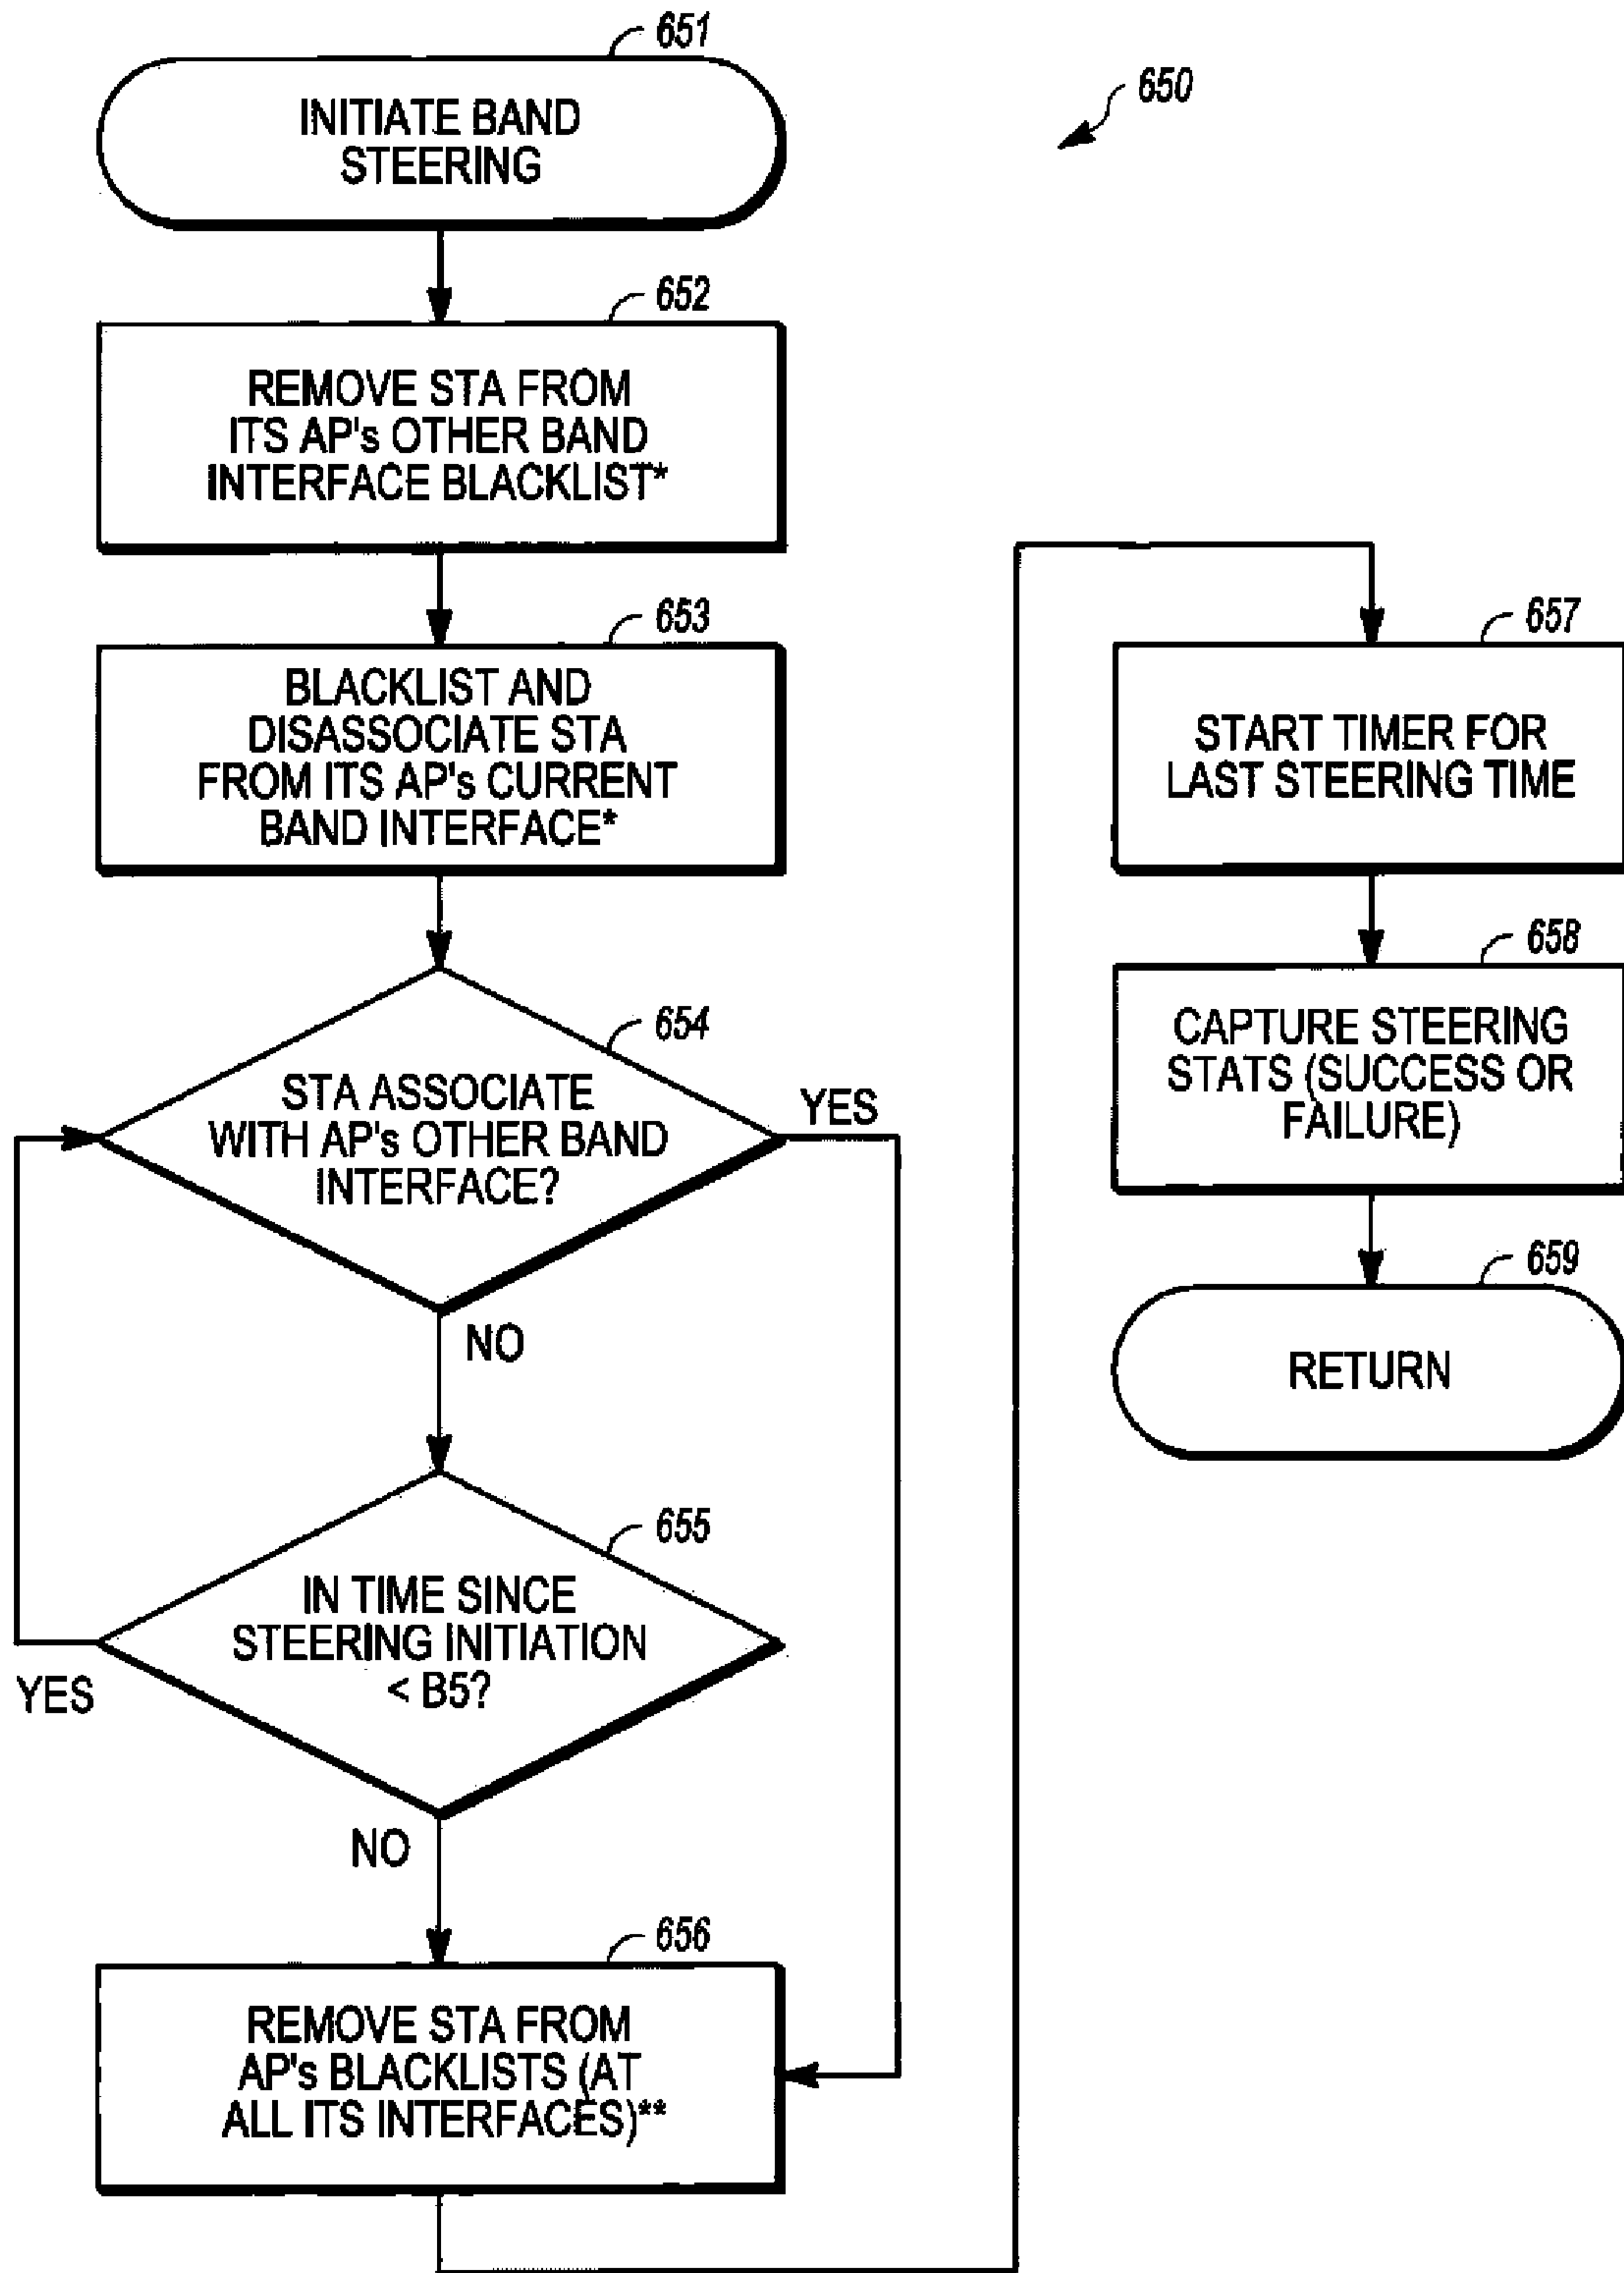 651
INITIATE BAND
STEERING
650
652
REMOVE STA FROM
ITS AP's OTHER BAND
INTERFACE BLACKLIST*
653
BLACKLIST AND
DISASSOCIATE STA
FROM ITS AP's CURRENT
BAND INTERFACE*
654
STA ASSOCIATE
WITH AP's OTHER BAND
INTERFACE?
YES
NO
655
IN TIME SINCE
STEERING INITIATION
< B5?
YES
NO
656
REMOVE STA FROM
AP's BLACKLISTS (AT
ALL ITS INTERFACES)**
657
START TIMER FOR
LAST STEERING TIME
658
CAPTURE STEERING
STATS (SUCCESS OR
FAILURE)
659
RETURN